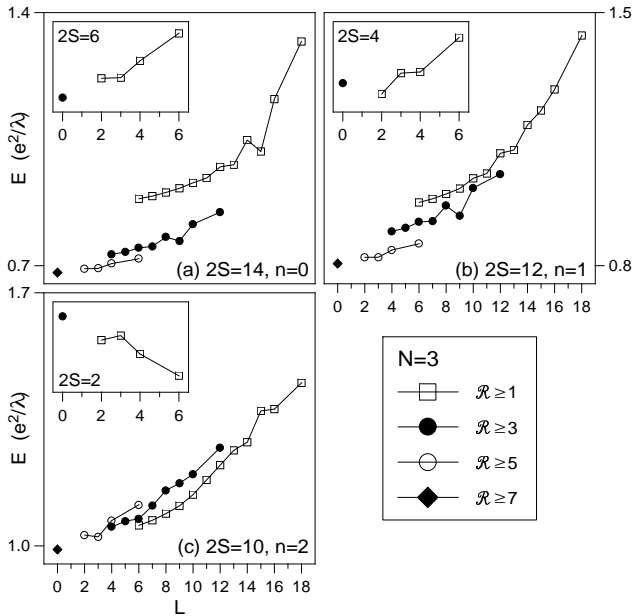 1.4
2S=6
0 2 4 6
E (e²/λ)
0.7
(a) 2S=14, n=0
1.5
2S=4
0 2 4 6
0.8
(b) 2S=12, n=1
0 2 4 6 8 10 12 14 16 18
1.7
2S=2
0 2 4 6
E (e²/λ)
1.0
(c) 2S=10, n=2
0 2 4 6 8 10 12 14 16 18
L
N=3
ℛ ≥1
ℛ ≥3
ℛ ≥5
ℛ ≥7